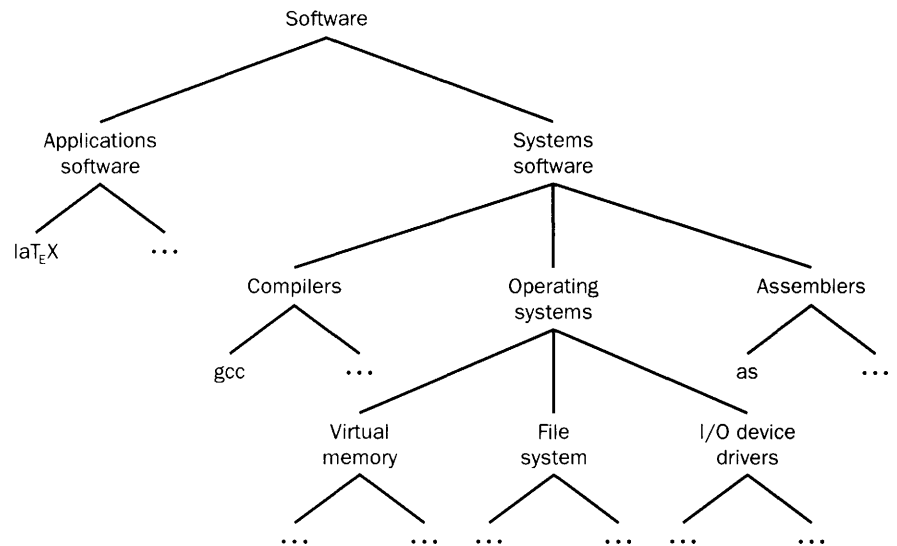 Software
Applications
software
Systems
software
laTEX
...
Compilers
Operating
systems
Assemblers
gcc
...
as
...
Virtual
memory
File
system
I/O device
drivers
...
...
...
...
...
...